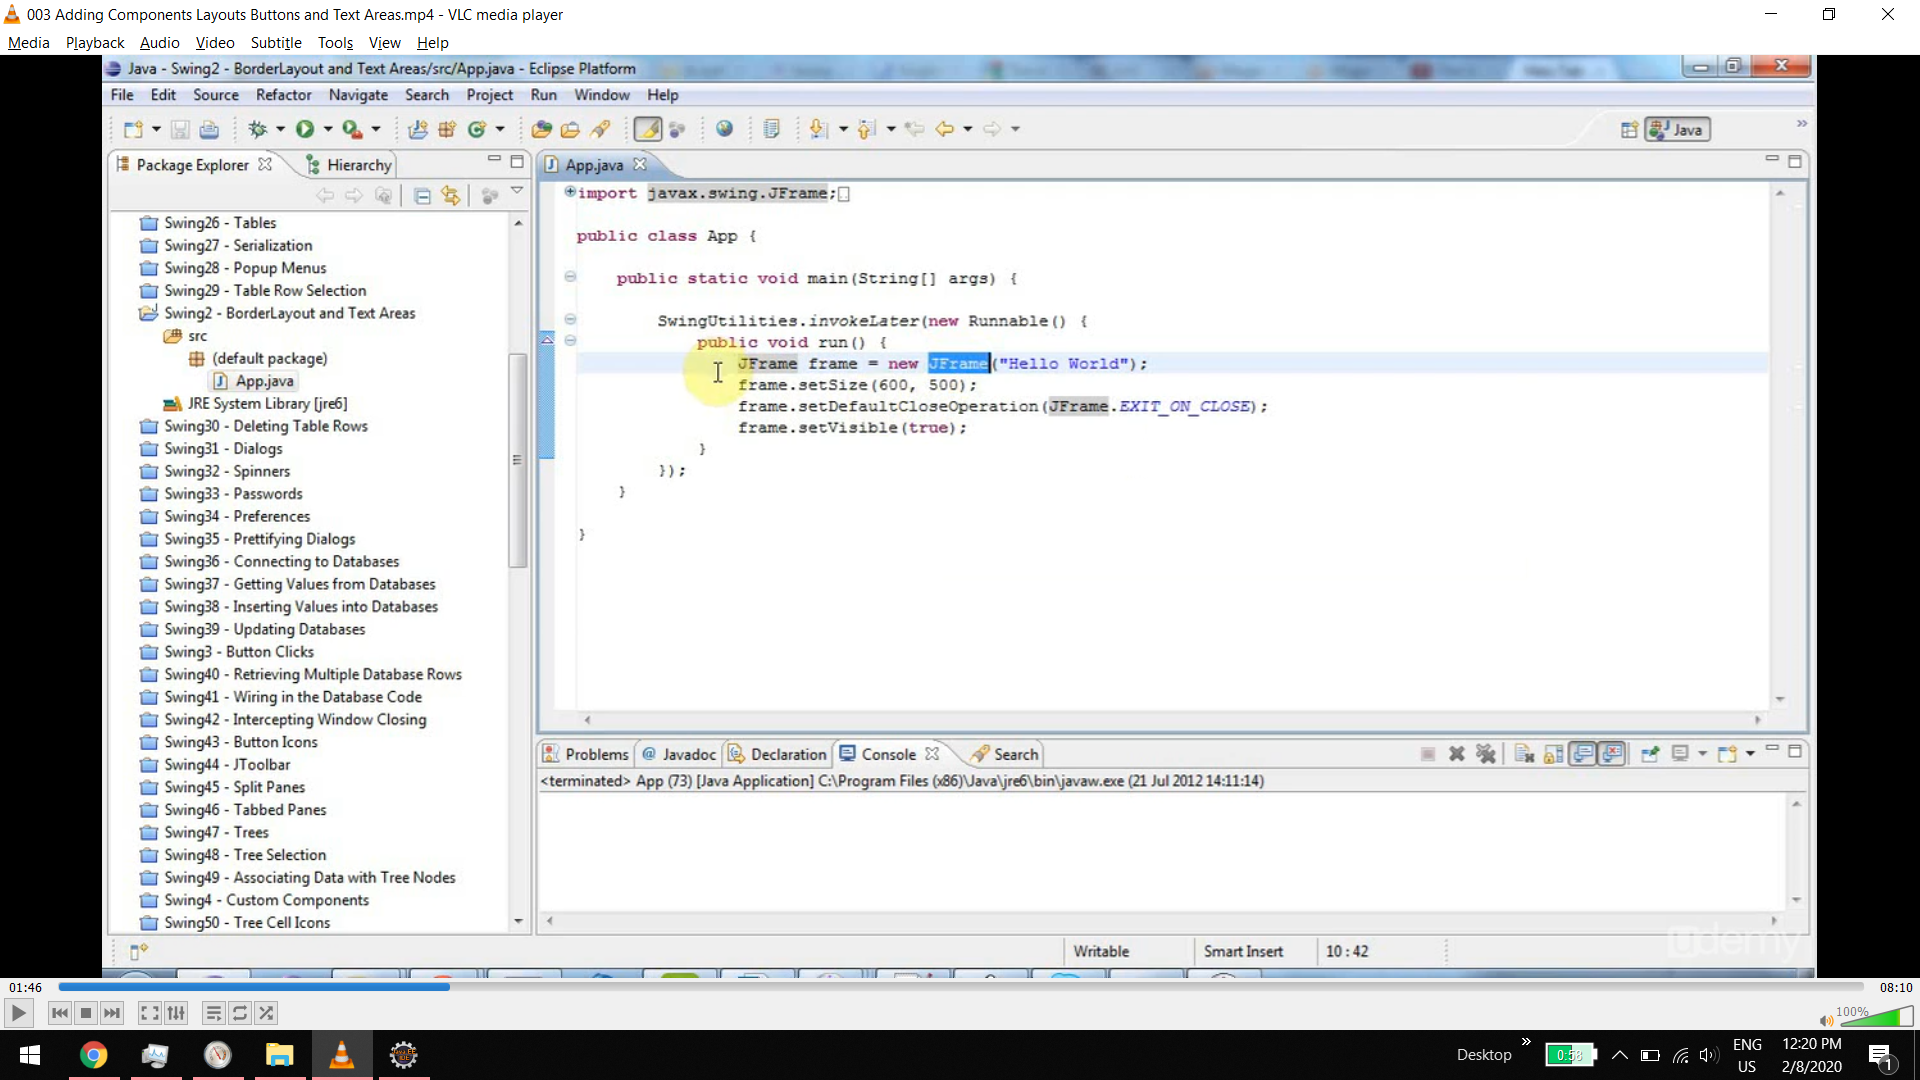 003 Adding Components Layouts Buttons and Text Areas.mp4 - VLC media player
Media Playback Audio Video Subtitle Tools View Help
Java - Swing2 - BorderLayout and Text Areas/src/App.java - Eclipse Platform
File Edit Source Refactor Navigate Search Project Run Window Help
Java
Package Explorer
Hierarchy
Swing26 - Tables
Swing27 - Serialization
Swing28 - Popup Menus
Swing29 - Table Row Selection
Swing2 - BorderLayout and Text Areas
src
(default package)
App.java
JRE System Library [jre6]
Swing30 - Deleting Table Rows
Swing31 - Dialogs
Swing32 - Spinners
Swing33 - Passwords
Swing34 - Preferences
Swing35 - Prettifying Dialogs
Swing36 - Connecting to Databases
Swing37 - Getting Values from Databases
Swing38 - Inserting Values into Databases
Swing39 - Updating Databases
Swing3 - Button Clicks
Swing40 - Retrieving Multiple Database Rows
Swing41 - Wiring in the Database Code
Swing42 - Intercepting Window Closing
Swing43 - Button Icons
Swing44 - JToolbar
Swing45 - Split Panes
Swing46 - Tabbed Panes
Swing47 - Trees
Swing48 - Tree Selection
Swing49 - Associating Data with Tree Nodes
Swing4 - Custom Components
Swing50 - Tree Cell Icons
App.java
import javax.swing.JFrame;
public class App {
public static void main(String[] args) {
SwingUtilities.invokeLater(new Runnable() {
public void run() {
JFrame frame = new JFrame("Hello World");
frame.setSize(600, 500);
frame.setDefaultCloseOperation(JFrame.EXIT_ON_CLOSE);
frame.setVisible(true);
}
});
}
}
Problems Javadoc Declaration Console Search
<terminated> App (73) [Java Application] C:\Program Files (x86)\Java\jre6\bin\javaw.exe (21 Jul 2012 14:11:14)
udemy
Writable Smart Insert 10 : 42
01:46
08:10
100%
Desktop
0:58
ENG
US
12:20 PM
2/8/2020
1